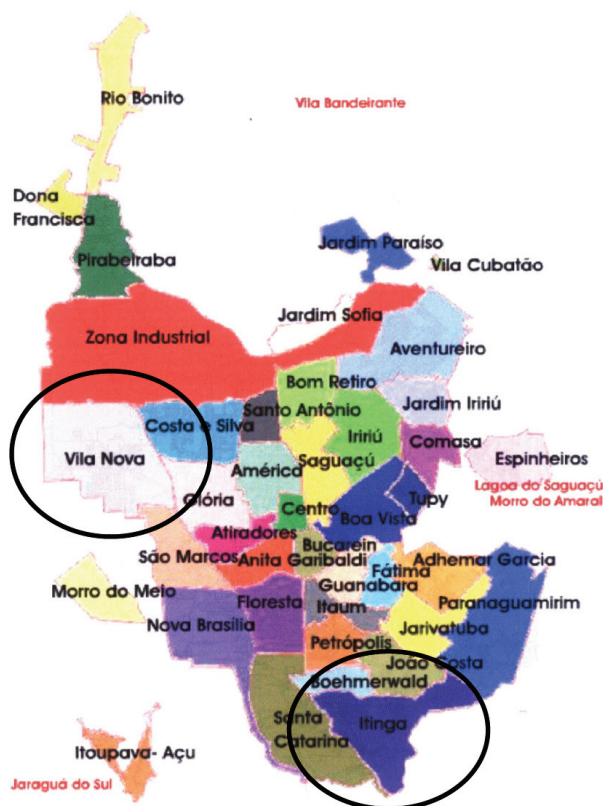 Rio Bonito
Vila Bandeirante
Dona
Francisca
Pirabeiraba
Jardim Paraíso
Vila Cubatão
Jardim Sofia
Zona Industrial
Aventureiro
Bom Retiro
Santo Antônio
Jardim Iririú
Costa e Silva
Iririú
Comasa
Vila Nova
América
Saguaçú
Espinheiros
Lagoa do Saguaçú
Morro do Amaral
Glória
Centro
Tupy
Boa Vista
Atiradores
Bucarein
São Marcos
Anita Garibaldi
Fátima
Adhemar Garcia
Guanabara
Morro do Meio
Floresta
Itaum
Paranaguamirim
Nova Brasília
Jarivatuba
Petrópolis
João Costa
Boehmerwald
Santa
Catarina
Itinga
Itoupava- Açu
Jaraguá do Sul